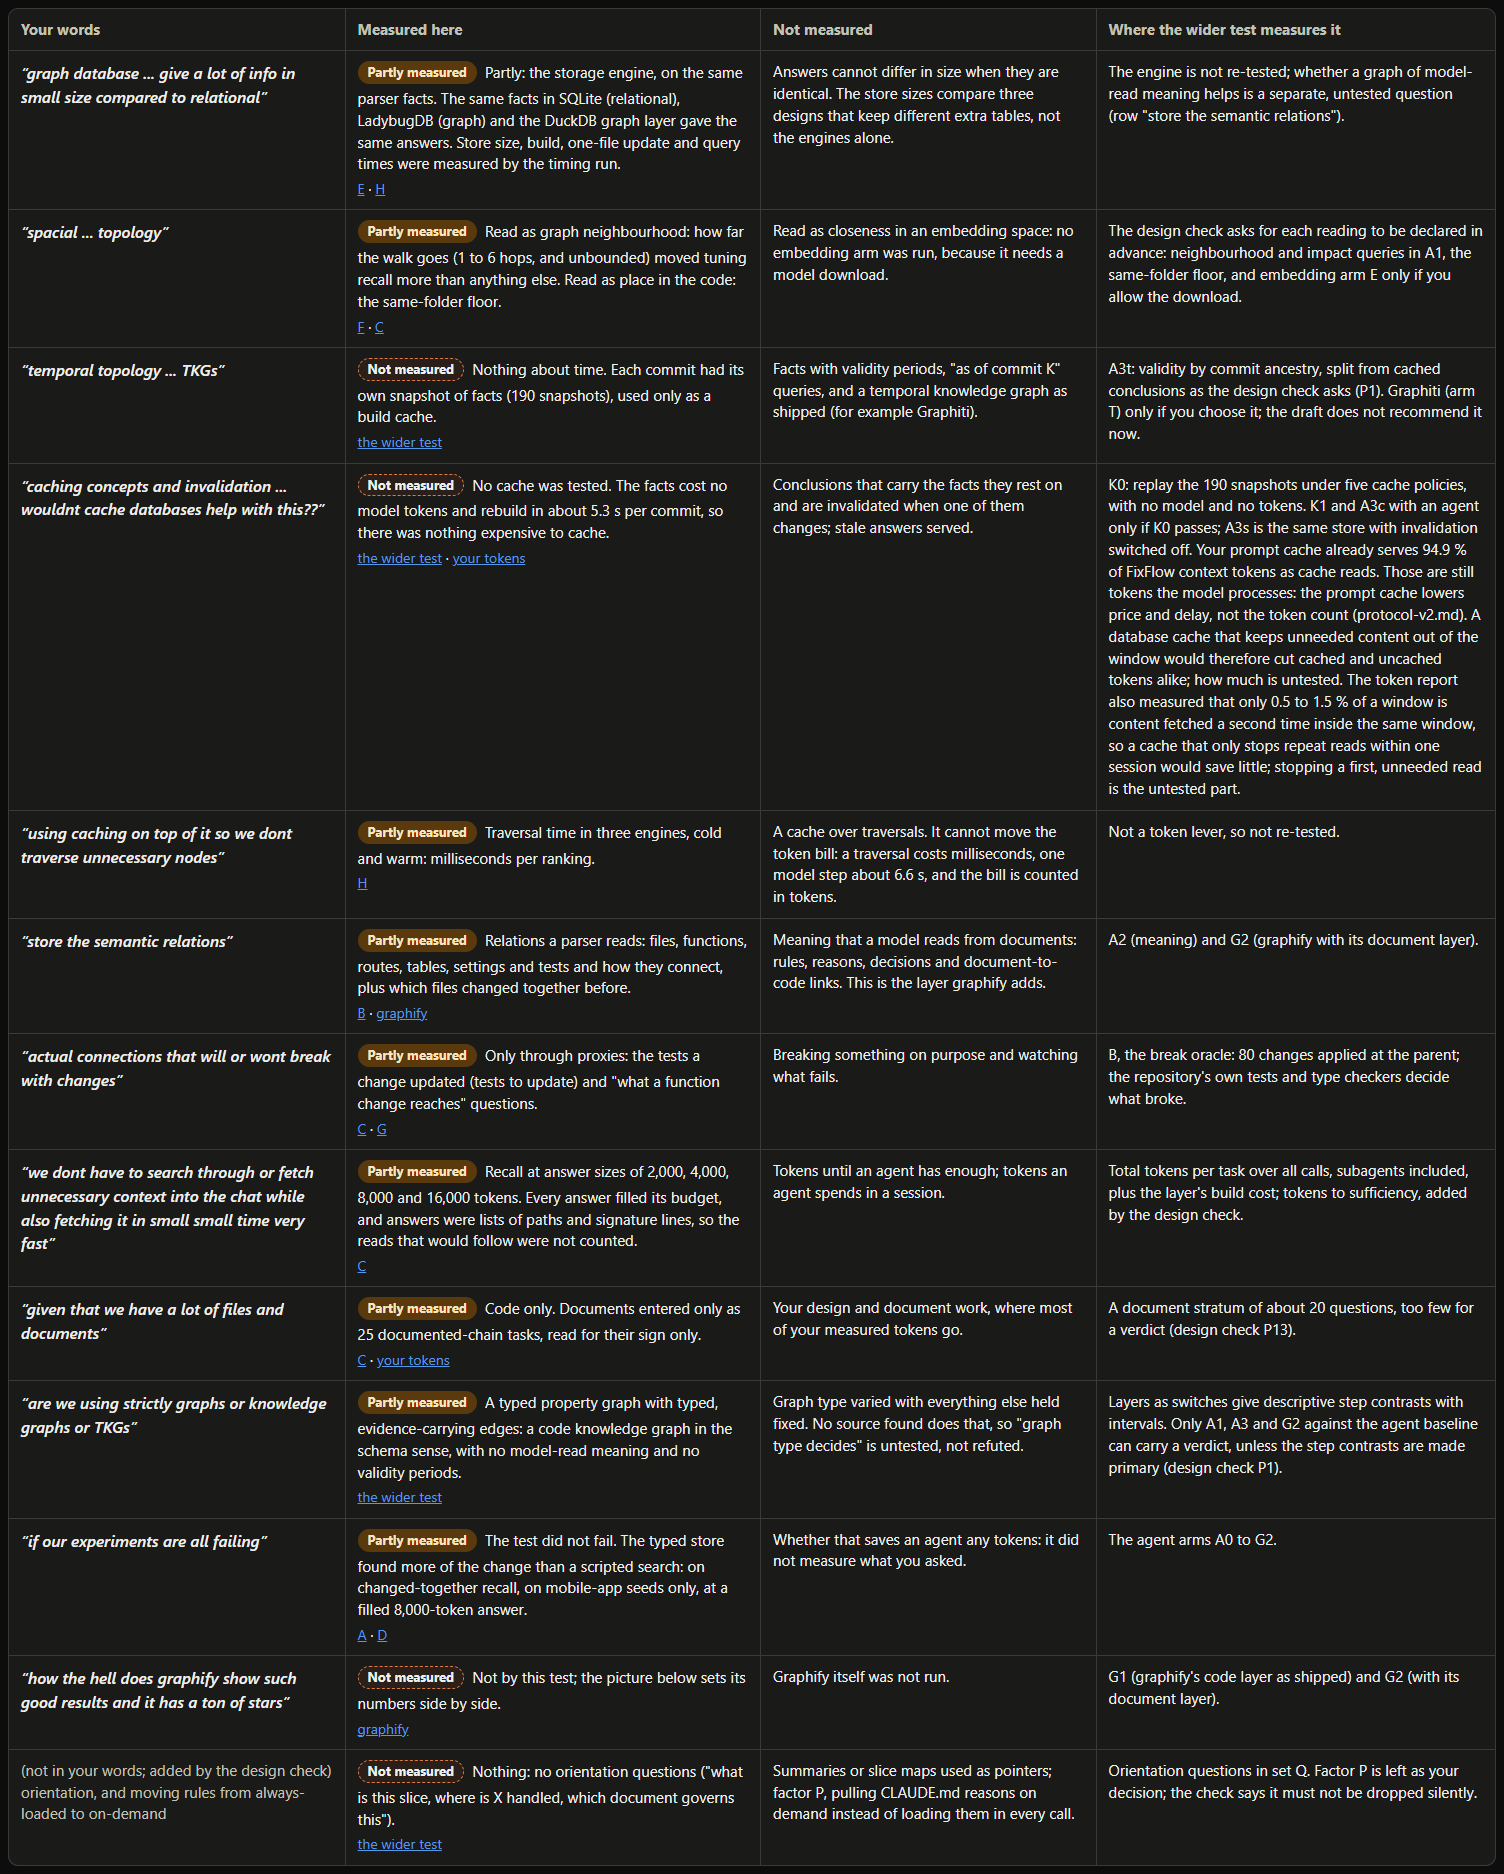 Your words
Measured here
Not measured
Where the wider test measures it
“graph database ... give a lot of info in
small size compared to relational”
Partly measured Partly: the storage engine, on the same
parser facts. The same facts in SQLite (relational),
LadybugDB (graph) and the DuckDB graph layer gave the
same answers. Store size, build, one-file update and query
times were measured by the timing run.
E · H
Answers cannot differ in size when they are
identical. The store sizes compare three
designs that keep different extra tables, not
the engines alone.
The engine is not re-tested; whether a graph of model-
read meaning helps is a separate, untested question
(row "store the semantic relations").
“spacial ... topology”
Partly measured Read as graph neighbourhood: how far
the walk goes (1 to 6 hops, and unbounded) moved tuning
recall more than anything else. Read as place in the code:
the same-folder floor.
F · C
Read as closeness in an embedding space: no
embedding arm was run, because it needs a
model download.
The design check asks for each reading to be declared in
advance: neighbourhood and impact queries in A1, the
same-folder floor, and embedding arm E only if you
allow the download.
“temporal topology ... TKGs”
Not measured Nothing about time. Each commit had its
own snapshot of facts (190 snapshots), used only as a
build cache.
the wider test
Facts with validity periods, "as of commit K"
queries, and a temporal knowledge graph as
shipped (for example Graphiti).
A3t: validity by commit ancestry, split from cached
conclusions as the design check asks (P1). Graphiti (arm
T) only if you choose it; the draft does not recommend it
now.
“caching concepts and invalidation ...
wouldnt cache databases help with this??”
Not measured No cache was tested. The facts cost no
model tokens and rebuild in about 5.3 s per commit, so
there was nothing expensive to cache.
the wider test · your tokens
Conclusions that carry the facts they rest on
and are invalidated when one of them
changes; stale answers served.
K0: replay the 190 snapshots under five cache policies,
with no model and no tokens. K1 and A3c with an agent
only if K0 passes; A3s is the same store with invalidation
switched off. Your prompt cache already serves 94.9 %
of FixFlow context tokens as cache reads. Those are still
tokens the model processes: the prompt cache lowers
price and delay, not the token count (protocol-v2.md). A
database cache that keeps unneeded content out of the
window would therefore cut cached and uncached
tokens alike; how much is untested. The token report
also measured that only 0.5 to 1.5 % of a window is
content fetched a second time inside the same window,
so a cache that only stops repeat reads within one
session would save little; stopping a first, unneeded read
is the untested part.
“using caching on top of it so we dont
traverse unnecessary nodes”
Partly measured Traversal time in three engines, cold
and warm: milliseconds per ranking.
H
A cache over traversals. It cannot move the
token bill: a traversal costs milliseconds, one
model step about 6.6 s, and the bill is counted
in tokens.
Not a token lever, so not re-tested.
“store the semantic relations”
Partly measured Relations a parser reads: files, functions,
routes, tables, settings and tests and how they connect,
plus which files changed together before.
B · graphify
Meaning that a model reads from documents:
rules, reasons, decisions and document-to-
code links. This is the layer graphify adds.
A2 (meaning) and G2 (graphify with its document layer).
“actual connections that will or wont break
with changes”
Partly measured Only through proxies: the tests a
change updated (tests to update) and "what a function
change reaches" questions.
C · G
Breaking something on purpose and watching
what fails.
B, the break oracle: 80 changes applied at the parent;
the repository's own tests and type checkers decide
what broke.
“we dont have to search through or fetch
unnecessary context into the chat while
also fetching it in small small time very
fast”
Partly measured Recall at answer sizes of 2,000, 4,000,
8,000 and 16,000 tokens. Every answer filled its budget,
and answers were lists of paths and signature lines, so the
reads that would follow were not counted.
C
Tokens until an agent has enough; tokens an
agent spends in a session.
Total tokens per task over all calls, subagents included,
plus the layer's build cost; tokens to sufficiency, added
by the design check.
“given that we have a lot of files and
documents”
Partly measured Code only. Documents entered only as
25 documented-chain tasks, read for their sign only.
C · your tokens
Your design and document work, where most
of your measured tokens go.
A document stratum of about 20 questions, too few for
a verdict (design check P13).
“are we using strictly graphs or knowledge
graphs or TKGs”
Partly measured A typed property graph with typed,
evidence-carrying edges: a code knowledge graph in the
schema sense, with no model-read meaning and no
validity periods.
the wider test
Graph type varied with everything else held
fixed. No source found does that, so "graph
type decides" is untested, not refuted.
Layers as switches give descriptive step contrasts with
intervals. Only A1, A3 and G2 against the agent baseline
can carry a verdict, unless the step contrasts are made
primary (design check P1).
“if our experiments are all failing”
Partly measured The test did not fail. The typed store
found more of the change than a scripted search: on
changed-together recall, on mobile-app seeds only, at a
filled 8,000-token answer.
A · D
Whether that saves an agent any tokens: it did
not measure what you asked.
The agent arms A0 to G2.
“how the hell does graphify show such
good results and it has a ton of stars”
Not measured Not by this test; the picture below sets its
numbers side by side.
graphify
Graphify itself was not run.
G1 (graphify's code layer as shipped) and G2 (with its
document layer).
(not in your words; added by the design check)
orientation, and moving rules from always-
loaded to on-demand
Not measured Nothing: no orientation questions ("what
is this slice, where is X handled, which document governs
this").
the wider test
Summaries or slice maps used as pointers;
factor P, pulling CLAUDE.md reasons on
demand instead of loading them in every call.
Orientation questions in set Q. Factor P is left as your
decision; the check says it must not be dropped silently.